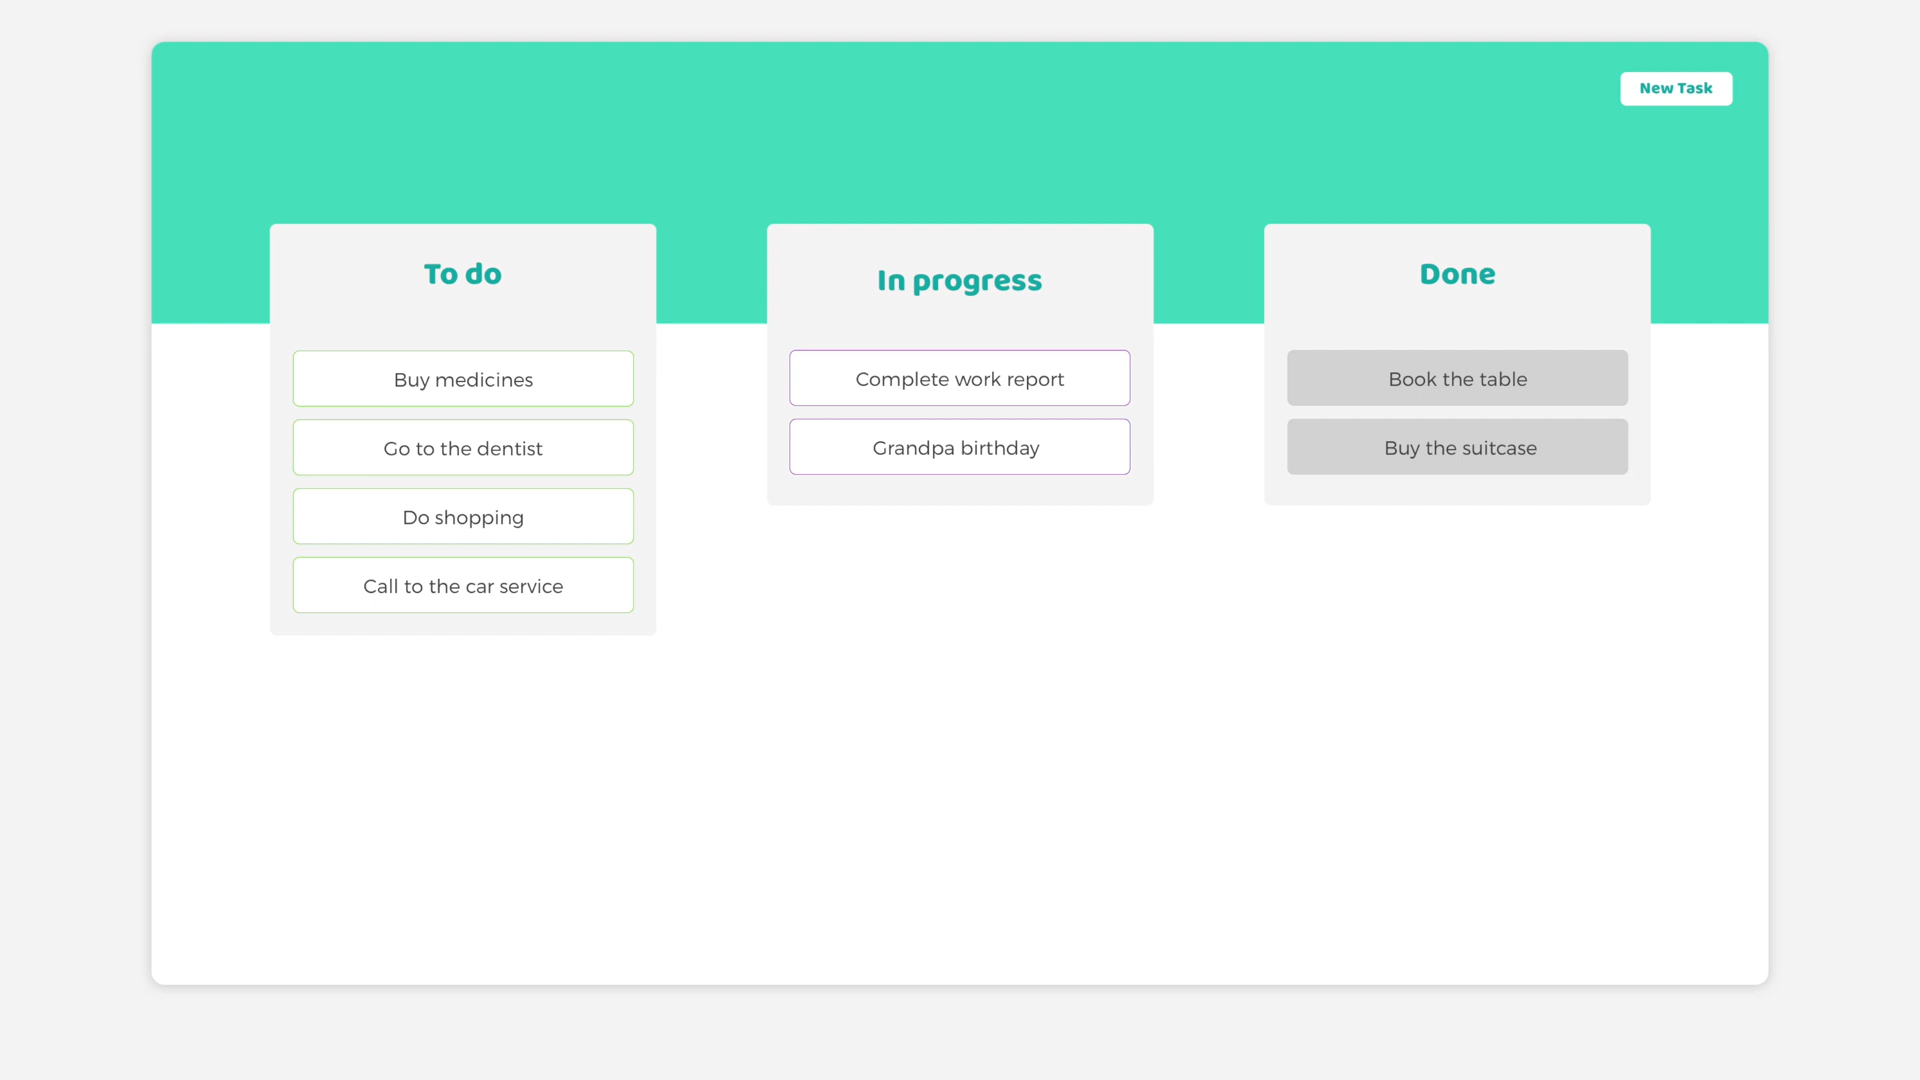 New Task
To do
Buy medicines
Go to the dentist
Do shopping
Call to the car service
In progress
Complete work report
Grandpa birthday
Done
Book the table
Buy the suitcase